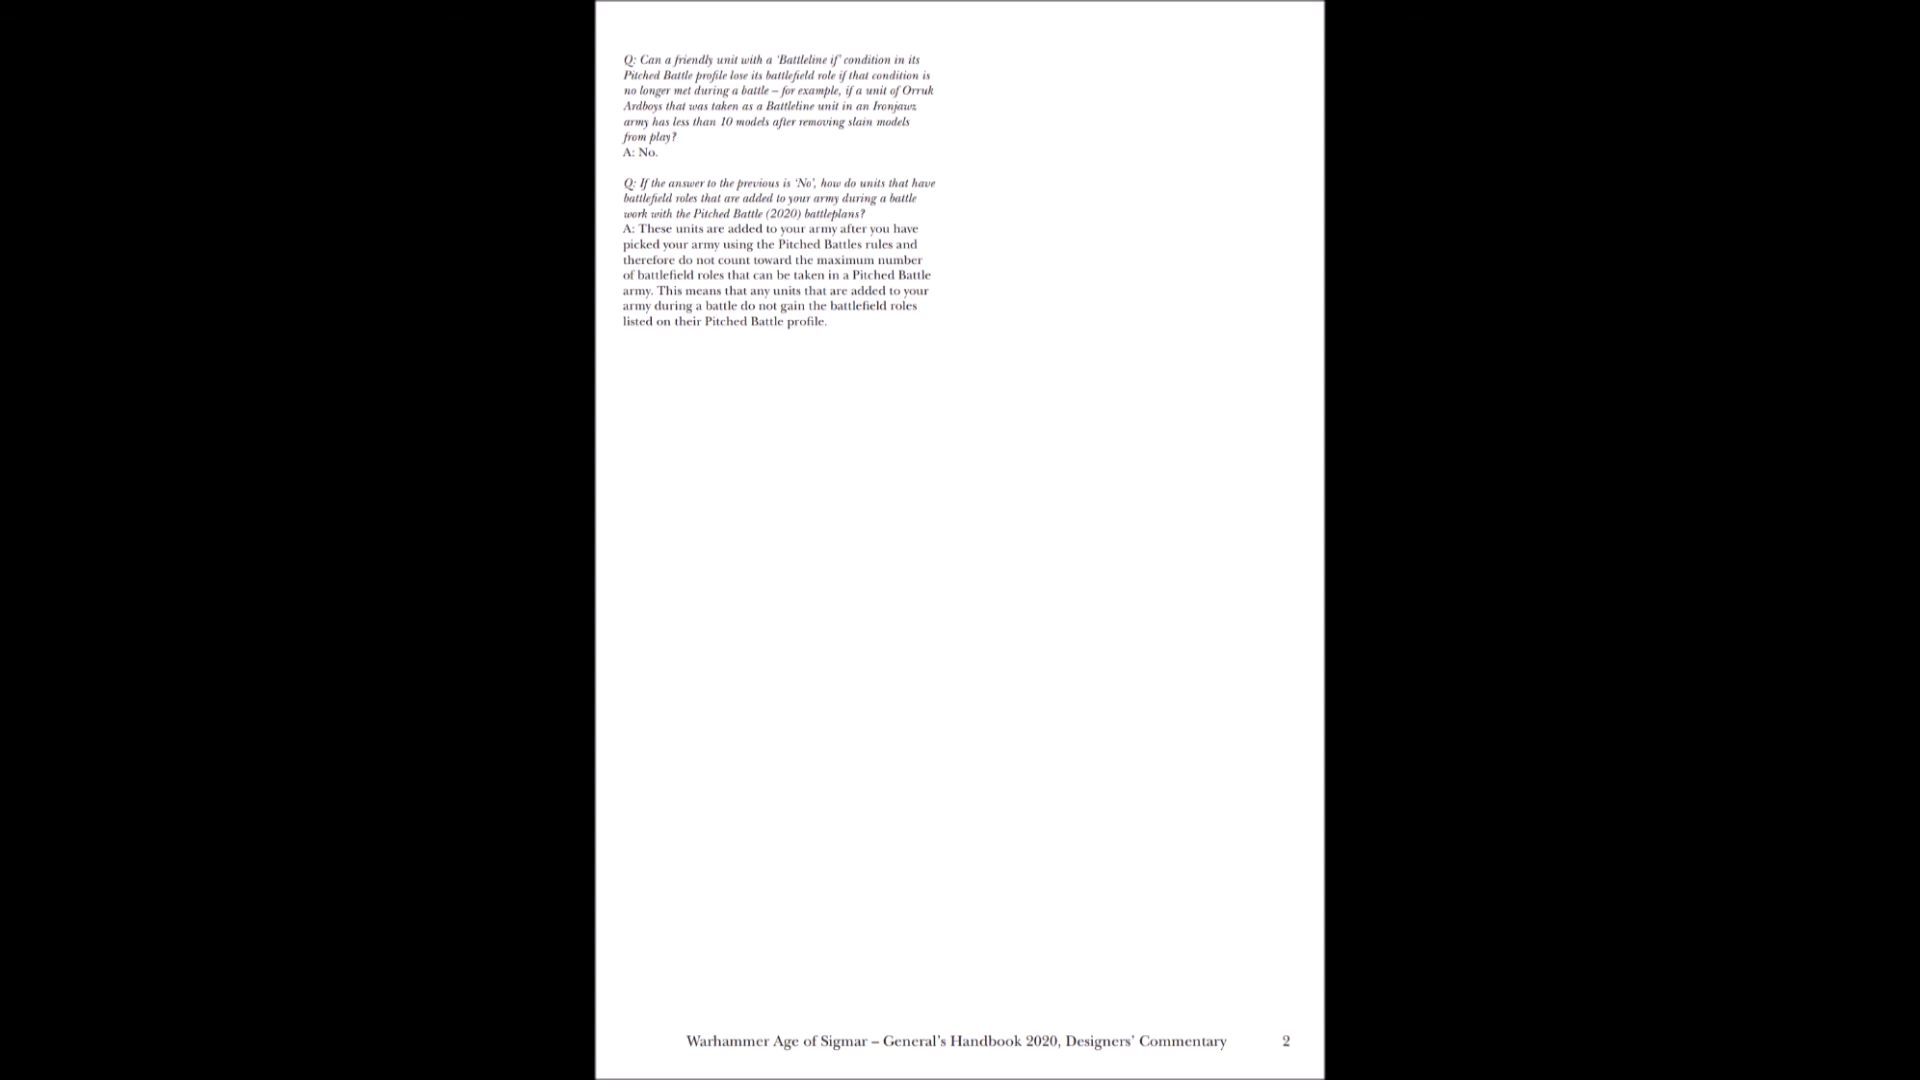 Q: Can a friendly unit with a ‘Battleline if’ condition in its
Pitched Battle profile lose its battlefield role if that condition is
no longer met during a battle – for example, if a unit of Orruk
Ardboys that was taken as a Battleline unit in an Ironjawz
army has less than 10 models after removing slain models
from play?
A: No.
Q: If the answer to the previous is ‘No’, how do units that have
battlefield roles that are added to your army during a battle
work with the Pitched Battle (2020) battleplans?
A: These units are added to your army after you have
picked your army using the Pitched Battles rules and
therefore do not count toward the maximum number
of battlefield roles that can be taken in a Pitched Battle
army. This means that any units that are added to your
army during a battle do not gain the battlefield roles
listed on their Pitched Battle profile.
Warhammer Age of Sigmar – General’s Handbook 2020, Designers’ Commentary 2